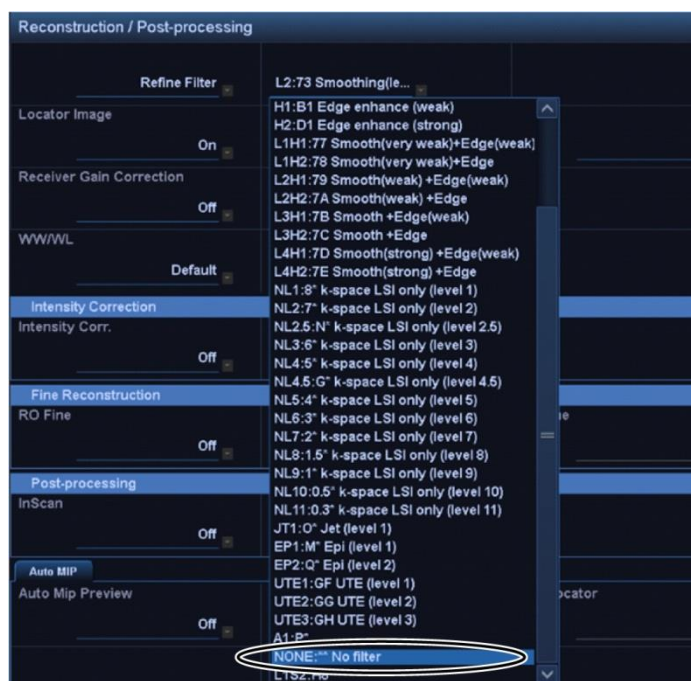 Reconstruction / Post-processing
Refine Filter
L2:73 Smoothing(le...
H1:B1 Edge enhance (weak)
H2:D1 Edge enhance (strong)
L1H1:77 Smooth(very weak)+Edge(weak)
L1H2:78 Smooth(very weak)+Edge
L2H1:79 Smooth(weak) +Edge(weak)
L2H2:7A Smooth(weak) +Edge
L3H1:7B Smooth +Edge(weak)
L3H2:7C Smooth +Edge
L4H1:7D Smooth(strong) +Edge(weak)
L4H2:7E Smooth(strong) +Edge
NL1:8* k-space LSI only (level 1)
NL2:7* k-space LSI only (level 2)
NL2.5:N* k-space LSI only (level 2.5)
NL3:6* k-space LSI only (level 3)
NL4:5* k-space LSI only (level 4)
NL4.5:G* k-space LSI only (level 4.5)
NL5:4* k-space LSI only (level 5)
NL6:3* k-space LSI only (level 6)
NL7:2* k-space LSI only (level 7)
NL8:1.5* k-space LSI only (level 8)
NL9:1* k-space LSI only (level 9)
NL10:0.5* k-space LSI only (level 10)
NL11:0.3* k-space LSI only (level 11)
JT1:O* Jet (level 1)
EP1:M* Epi (level 1)
EP2:Q* Epi (level 2)
UTE1:GF UTE (level 1)
UTE2:GG UTE (level 2)
UTE3:GH UTE (level 3)
A1:P*
NONE:** No filter
Locator Image
On
Receiver Gain Correction
Off
WW/WL
Default
Intensity Correction
Intensity Corr.
Off
Fine Reconstruction
RO Fine
Off
Post-processing
InScan
Off
Auto MIP
Auto Mip Preview
Off